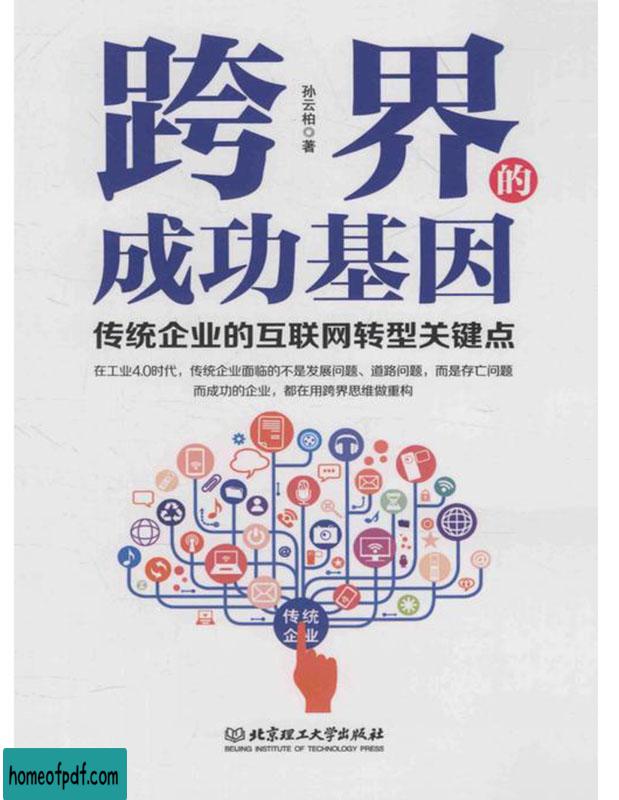 跨界的
孙云柏◎著
成功基因
传统企业的互联网转型关键点
在工业4.0时代，传统企业面临的不是发展问题、道路问题，而是存亡问题
而成功的企业，都在用跨界思维做重构
传统
企业
北京理工大学出版社
BEIJING INSTITUTE OF TECHNOLOGY PRESS
homeofpdf.com